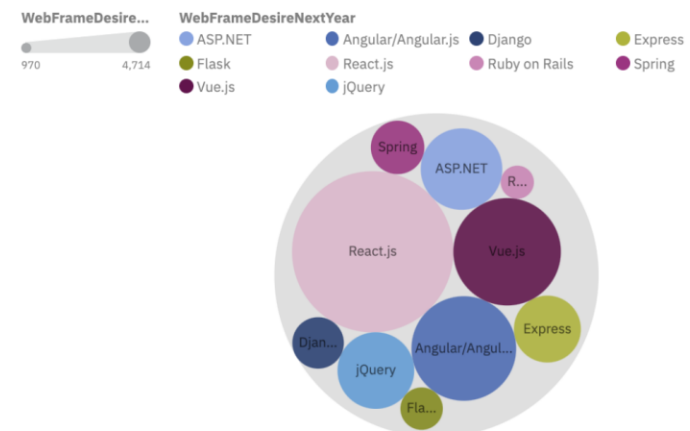 WebFrameDesire... WebFrameDesireNextYear
970 4,714
ASP.NET Angular/Angular.js Django Express
Flask React.js Ruby on Rails Spring
Vue.js jQuery
Spring
ASP.NET
R...
React.js
Vue.js
Express
Djan...
Angular/Angul...
jQuery
Fla...